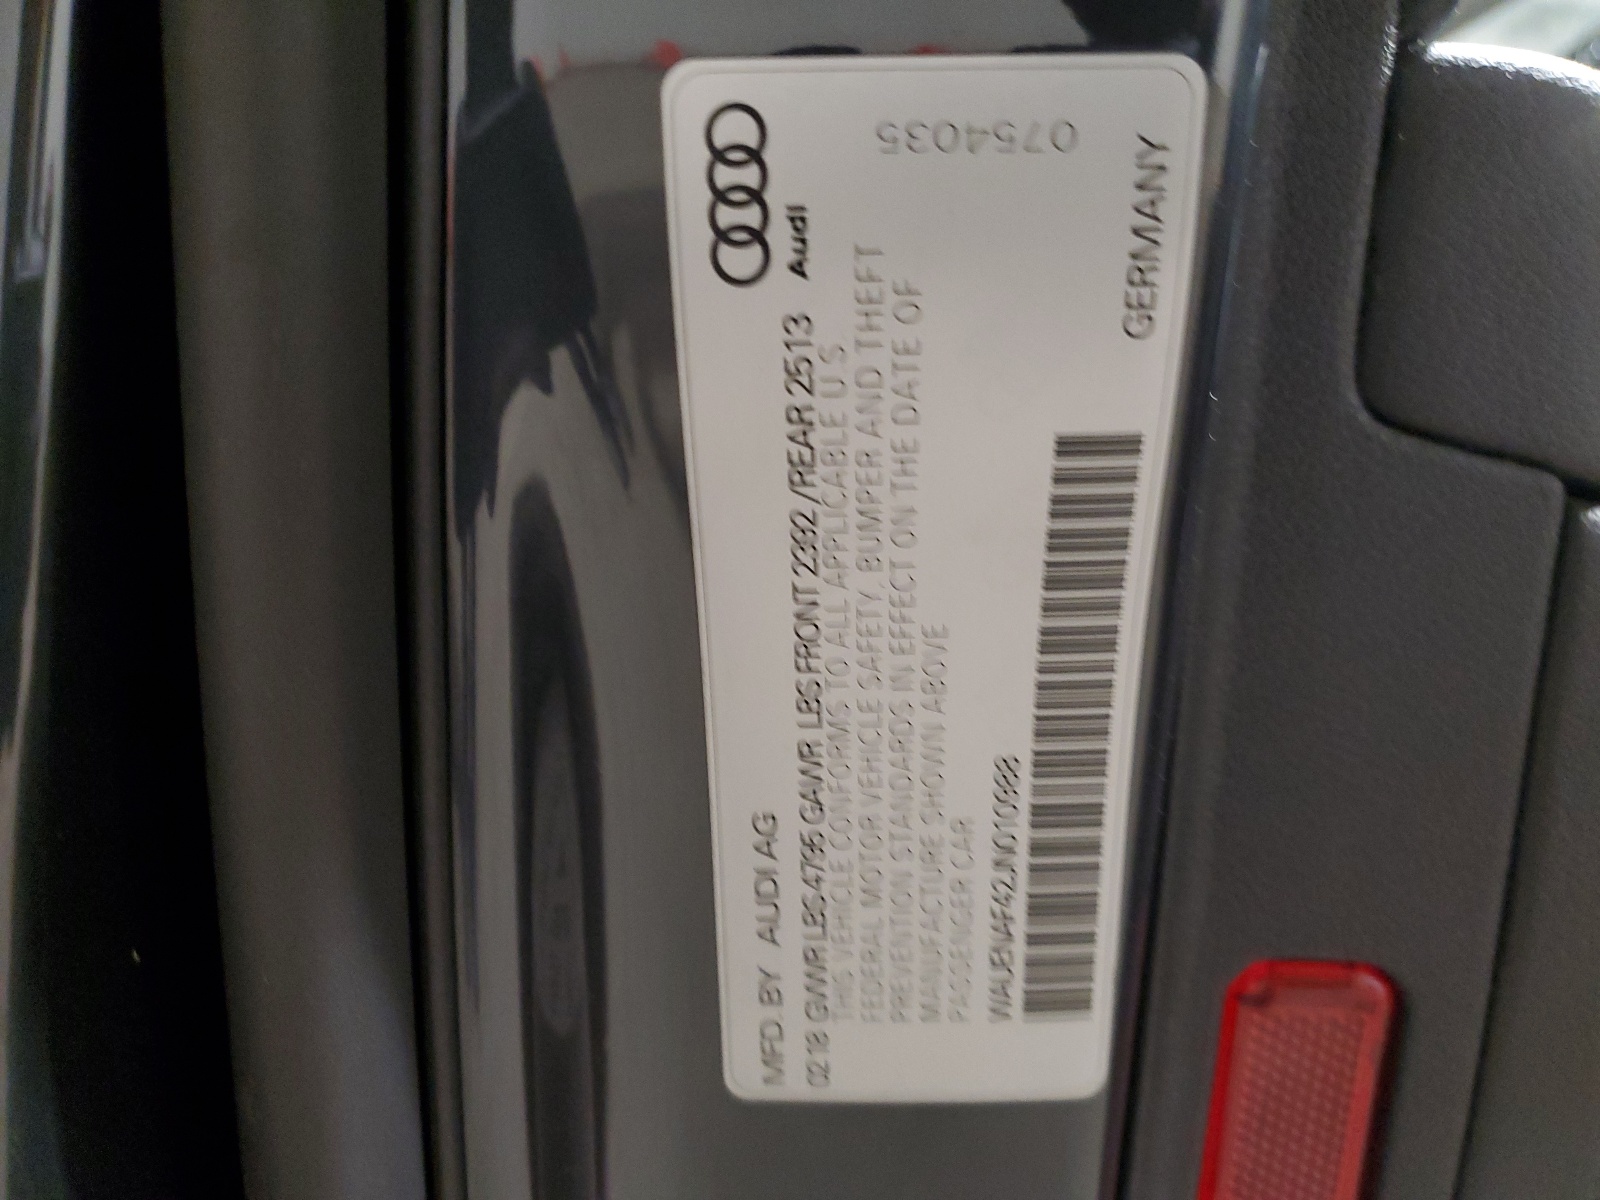 MFD. BY AUDI AG
02 18 GVWR LBS 4795 GAWR LBS FRONT 2392 /REAR 2513
Audi
THIS VEHICLE CONFORMS TO ALL APPLICABLE U S
FEDERAL MOTOR VEHICLE SAFETY, BUMPER AND THEFT
PREVENTION STANDARDS IN EFFECT ON THE DATE OF
MANUFACTURE SHOWN ABOVE
PASSENGER CAR
GERMANY
0754035